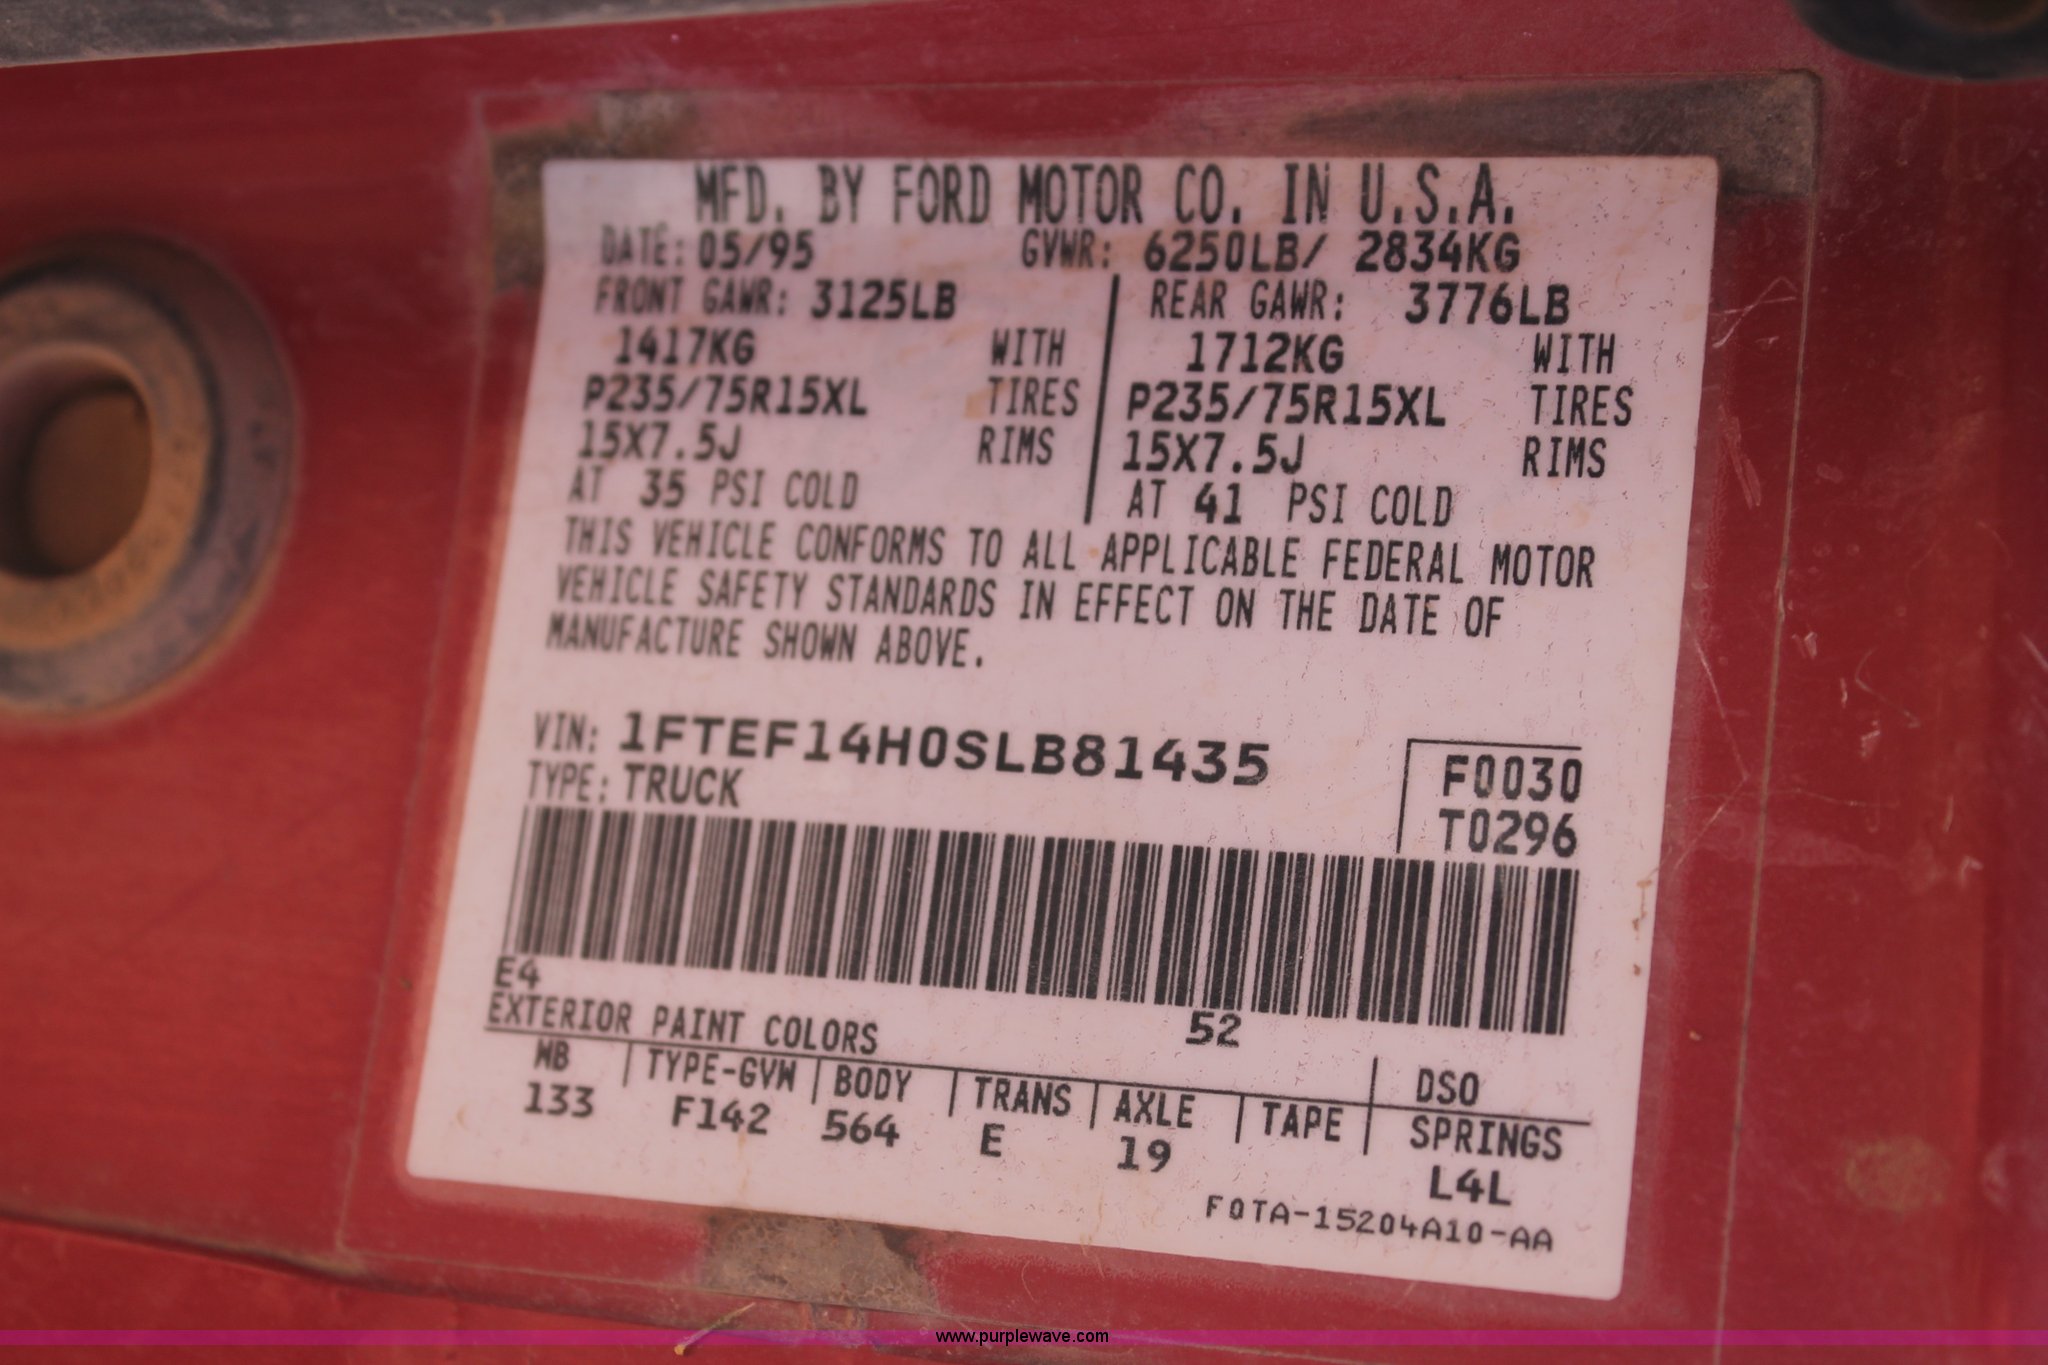 MFD. BY FORD MOTOR CO. IN U.S.A.
DATE: 05/95 GVWR: 6250LB/ 2834KG
FRONT GAWR: 3125LB REAR GAWR: 3776LB
1417KG WITH 1712KG WITH
P235/75R15XL TIRES P235/75R15XL TIRES
15X7.5J RIMS 15X7.5J RIMS
AT 35 PSI COLD AT 41 PSI COLD
THIS VEHICLE CONFORMS TO ALL APPLICABLE FEDERAL MOTOR
VEHICLE SAFETY STANDARDS IN EFFECT ON THE DATE OF
MANUFACTURE SHOWN ABOVE.
VIN: 1FTEF14H0SLB81435
F0030
TYPE: TRUCK
T0296
E4
EXTERIOR PAINT COLORS 52 DSO
WB TYPE-GVW BODY TRANS AXLE TAPE SPRINGS
133 F142 564 E 19 L4L
F0TA-15204A10-AA
www.purplewave.com